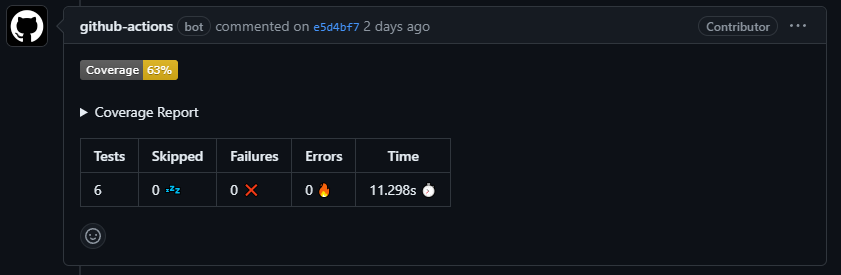 github-actions bot commented on e5d4bf7 2 days ago Contributor ...
Coverage 63%
Coverage Report
Tests Skipped Failures Errors Time
6 0 💤 0 ❌ 0 🔥 11.298s ⏱️